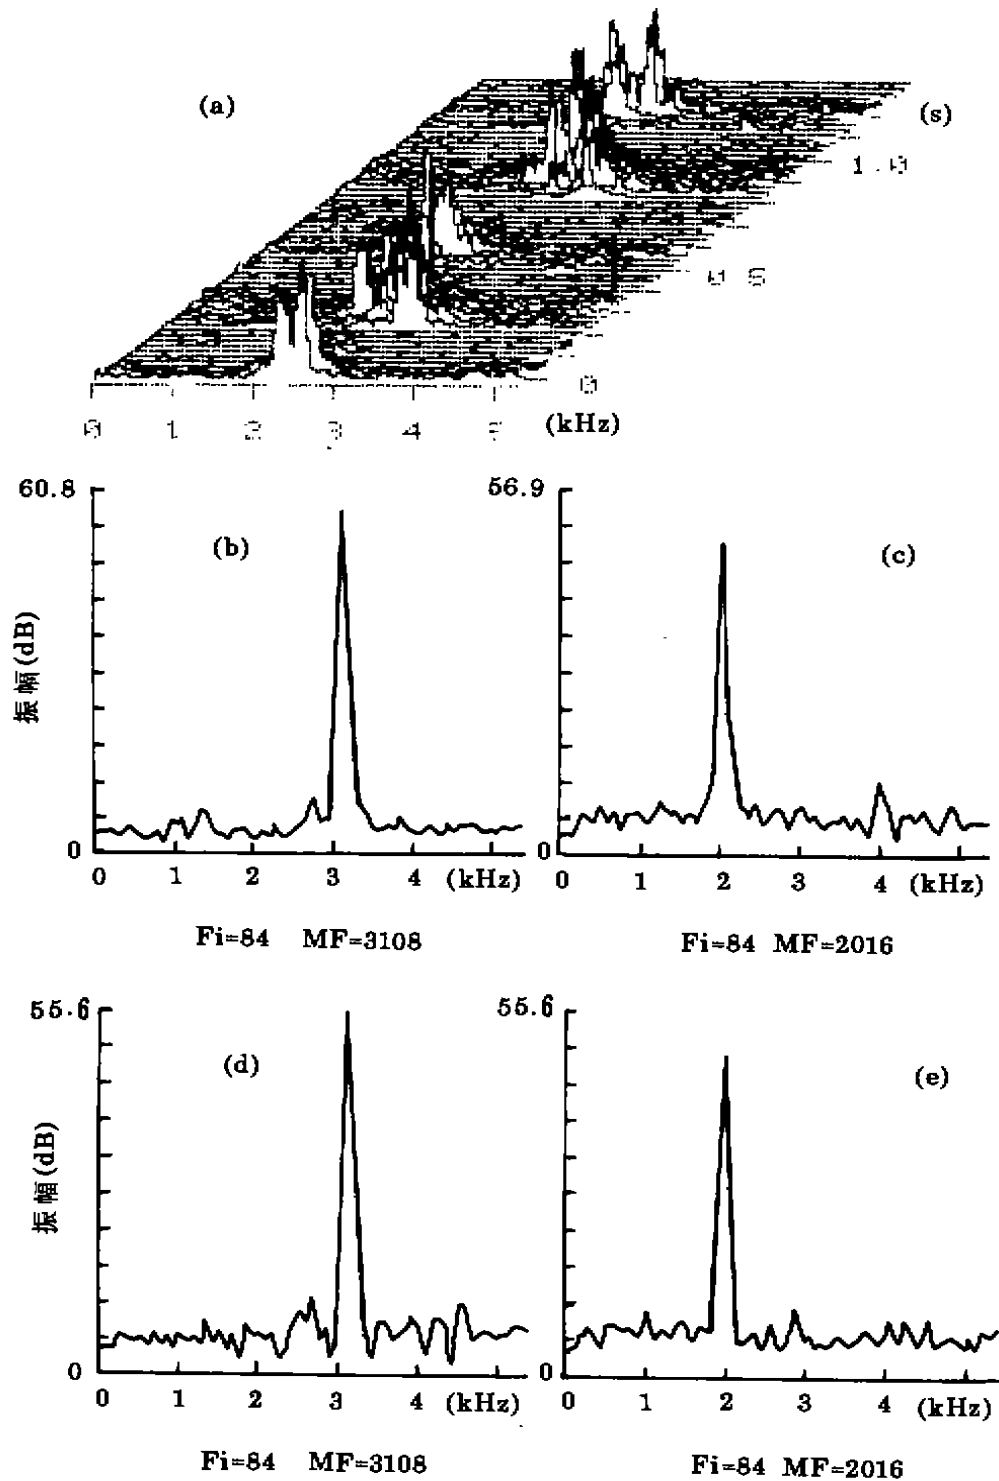 (a)
(s)
1.0
0.5
0
0 1 2 3 4 5 (kHz)
60.8
56.9
(b)
(c)
振幅(dB)
0
0
0 1 2 3 4 (kHz)
0 1 2 3 4 (kHz)
Fi=84 MF=3108
Fi=84 MF=2016
55.6
55.6
(d)
(e)
振幅(dB)
0
0
0 1 2 3 4 (kHz)
0 1 2 3 4 (kHz)
Fi=84 MF=3108
Fi=84 MF=2016